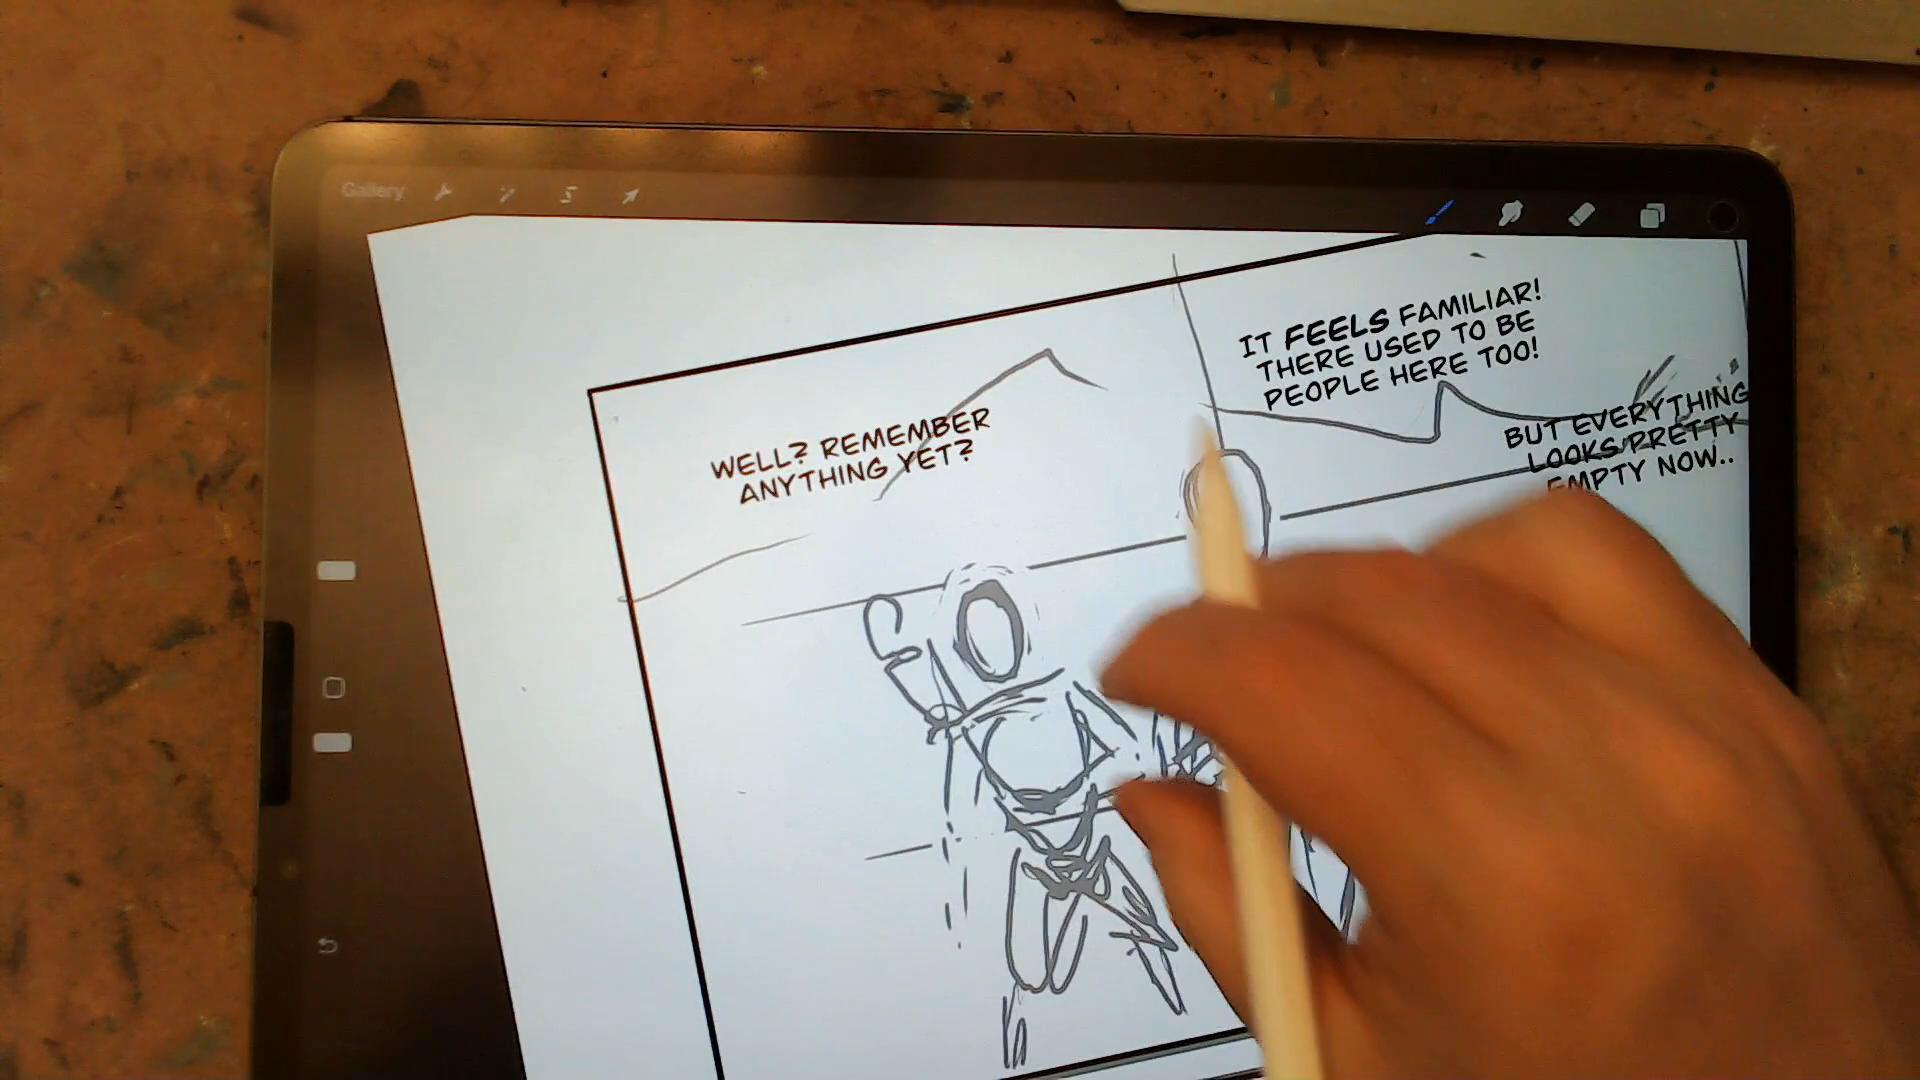 Gallery
WELL? REMEMBER
ANYTHING YET?
IT FEELS FAMILIAR!
THERE USED TO BE
PEOPLE HERE TOO!
BUT EVERYTHING
LOOKS PRETTY
EMPTY NOW..